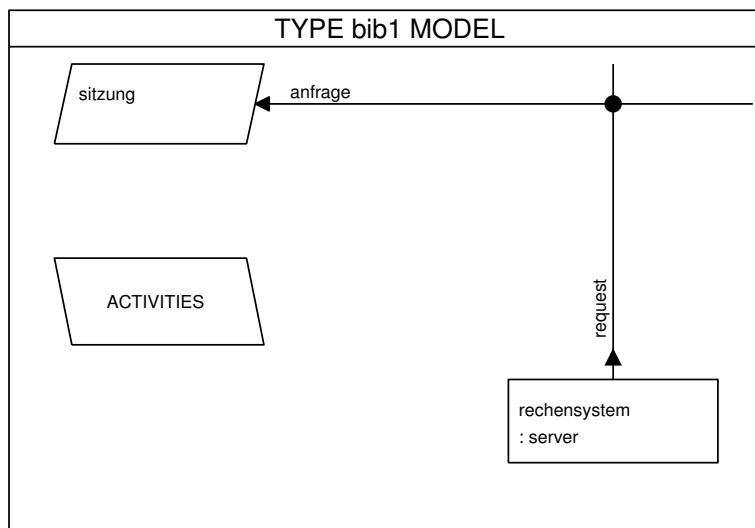 TYPE bib1 MODEL
sitzung
anfrage
ACTIVITIES
request
rechensystem
: server